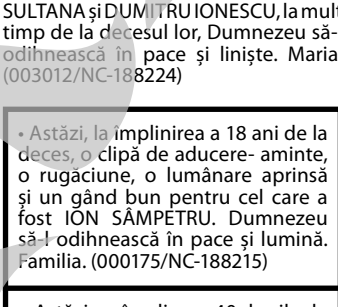 SULTANA și DUMITRU IONESCU, la mult
timp de la decesul lor, Dumnezeu să-
odihnească în pace și liniște. Maria
(003012/NC-188224)
• Astăzi, la împlinirea a 18 ani de la
deces, o clipă de aducere- aminte,
o rugăciune, o lumânare aprinsă
și un gând bun pentru cel care a
fost ION SÂMPETRU. Dumnezeu
să-l odihnească în pace și lumină.
Familia. (000175/NC-188215)